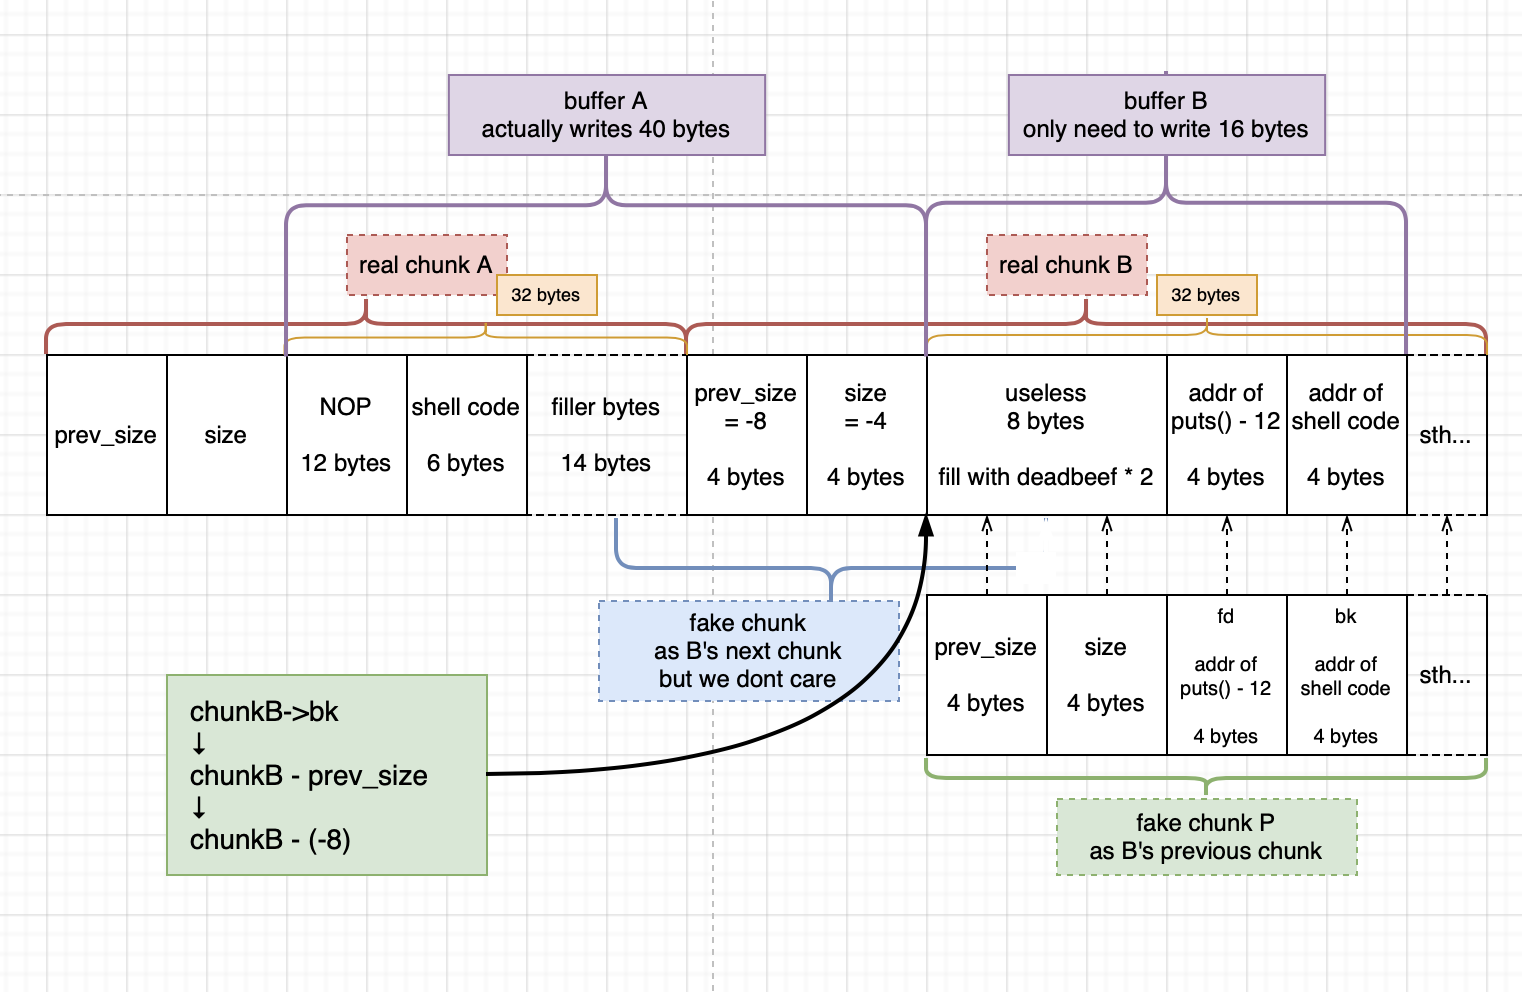 buffer A
actually writes 40 bytes
buffer B
only need to write 16 bytes
real chunk A
32 bytes
real chunk B
32 bytes
prev_size
size
NOP
12 bytes
shell code
6 bytes
filler bytes
14 bytes
prev_size
= -8
4 bytes
size
= -4
4 bytes
useless
8 bytes
fill with deadbeef * 2
addr of
puts() - 12
4 bytes
addr of
shell code
4 bytes
sth...
fake chunk
as B's next chunk
but we dont care
prev_size
4 bytes
size
4 bytes
fd
addr of
puts() - 12
4 bytes
bk
addr of
shell code
4 bytes
sth...
chunkB->bk
↓
chunkB - prev_size
↓
chunkB - (-8)
fake chunk P
as B's previous chunk